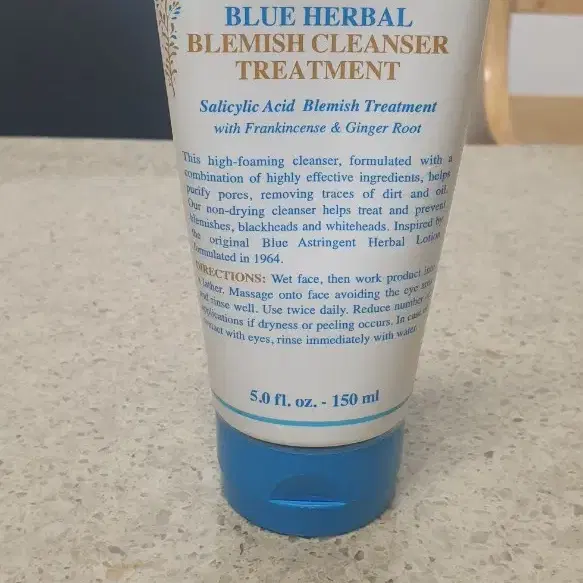 BLUE HERBAL
BLEMISH CLEANSER
TREATMENT
Salicylic Acid Blemish Treatment
with Frankincense & Ginger Root
This high-foaming cleanser, formulated with a
combination of highly effective ingredients, helps
purify pores, removing traces of dirt and oil.
Our non-drying cleanser helps treat and prevent
blemishes, blackheads and whiteheads. Inspired by
the original Blue Astringent Herbal Lotion
formulated in 1964.
DIRECTIONS: Wet face, then work product into
a lather. Massage onto face avoiding the eye area
and rinse well. Use twice daily. Reduce number
applications if dryness or peeling occurs. In case
contact with eyes, rinse immediately with water.
5.0 fl. oz. - 150 ml